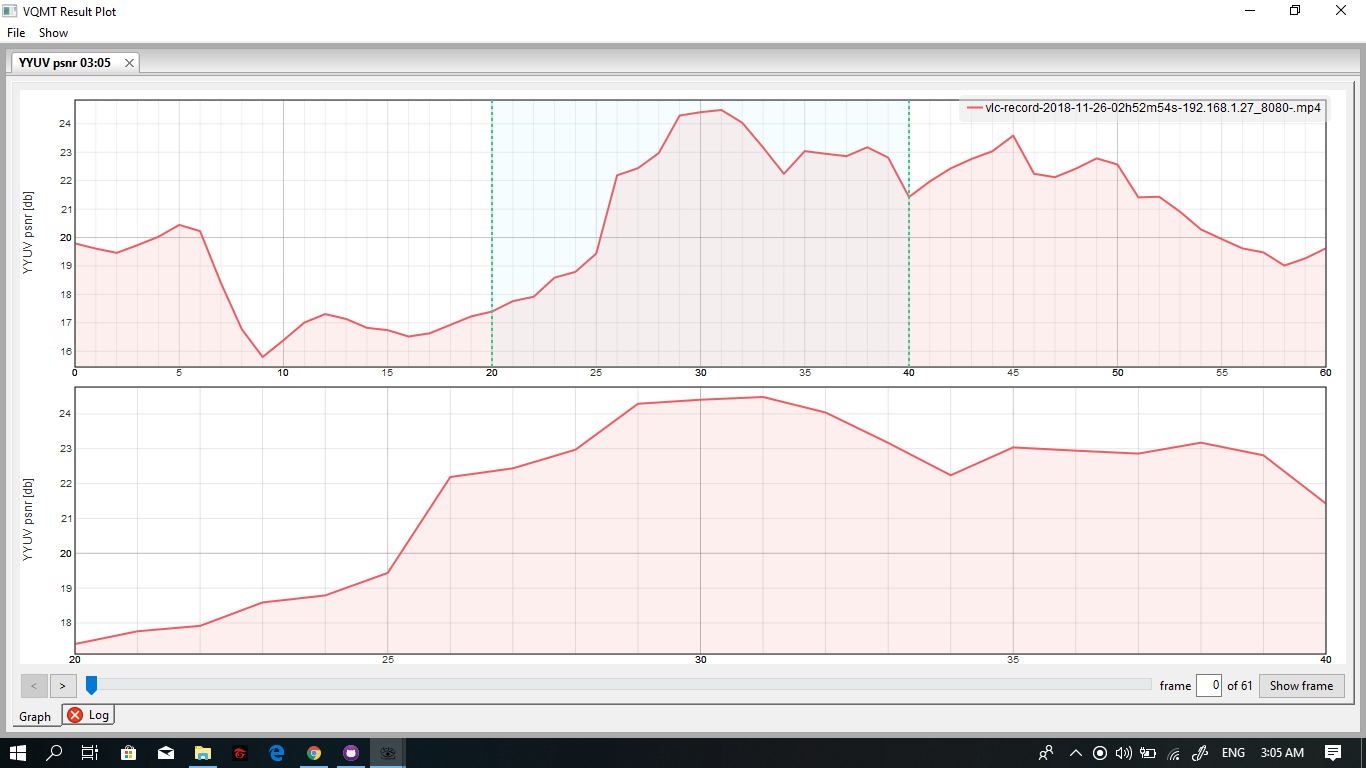 VQMT Result Plot
File Show
YYUV psnr 03:05
vlc-record-2018-11-26-02h52m54s-192.168.1.27_8080-.mp4
YYUV psnr [db]
24
23
22
21
20
19
18
17
16
0 5 10 15 20 25 30 35 40 45 50 55 60
YYUV psnr [db]
24
23
22
21
20
19
18
20 25 30 35 40
< > frame 0 of 61 Show frame
Graph Log
ENG 3:05 AM